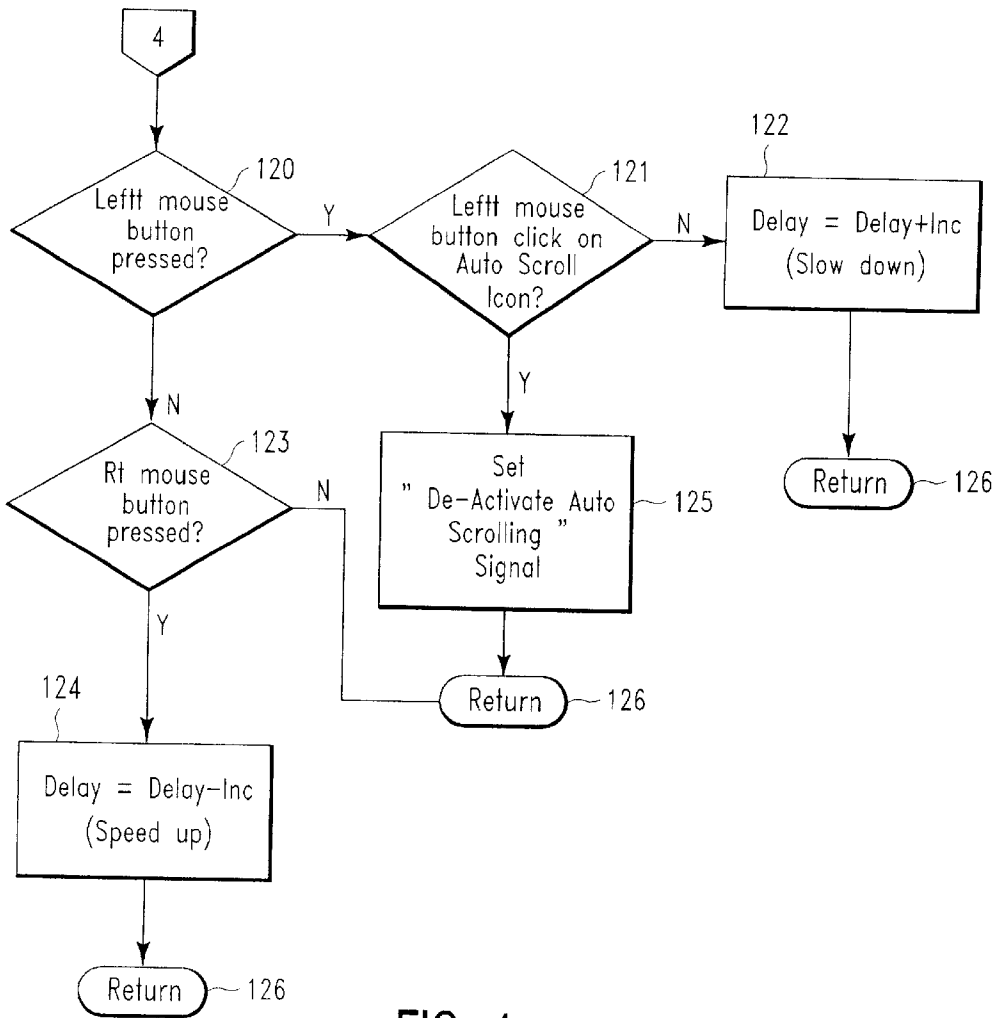 4
120
Leftt mouse
button
pressed?
Y
121
Leftt mouse
button click on
Auto Scroll
Icon?
N
122
Delay = Delay+Inc
(Slow down)
N
Y
Return
126
123
Rt mouse
button
pressed?
N
Set
" De-Activate Auto
Scrolling "
Signal
125
Y
Return
126
124
Delay = Delay-Inc
(Speed up)
Return
126